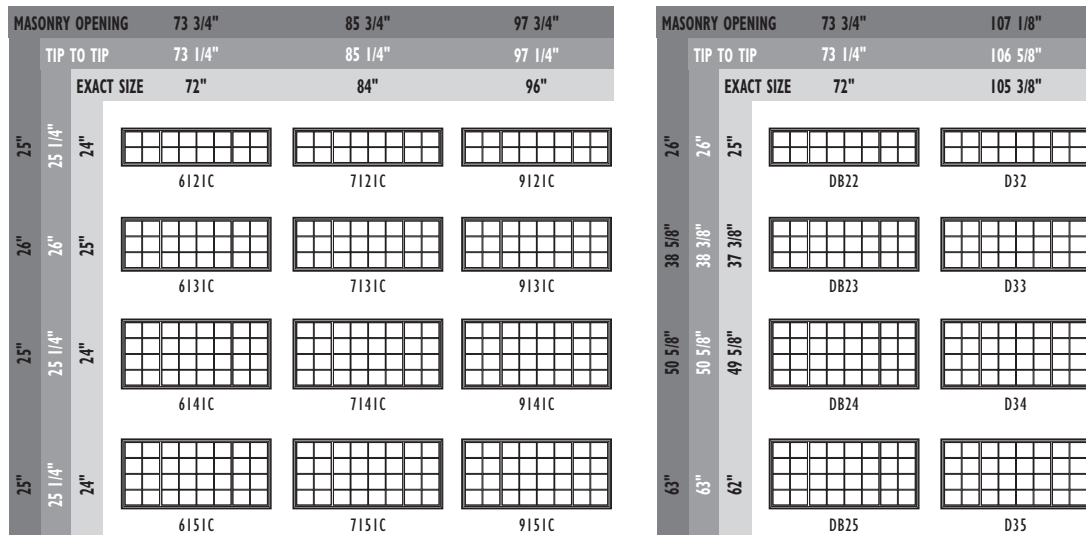 MASONRY OPENING 73 3/4" 85 3/4" 97 3/4"
TIP TO TIP 73 1/4" 85 1/4" 97 1/4"
EXACT SIZE 72" 84" 96"
25" 25 1/4" 24"
6121C 7121C 9121C
26" 26" 25"
6131C 7131C 9131C
25" 25 1/4" 24"
6141C 7141C 9141C
25" 25 1/4" 24"
6151C 7151C 9151C
MASONRY OPENING 73 3/4" 107 1/8"
TIP TO TIP 73 1/4" 106 5/8"
EXACT SIZE 72" 105 3/8"
26" 26" 25"
DB22 D32
38 5/8" 38 3/8" 37 3/8"
DB23 D33
50 5/8" 50 5/8" 49 5/8"
DB24 D34
63" 63" 62"
DB25 D35